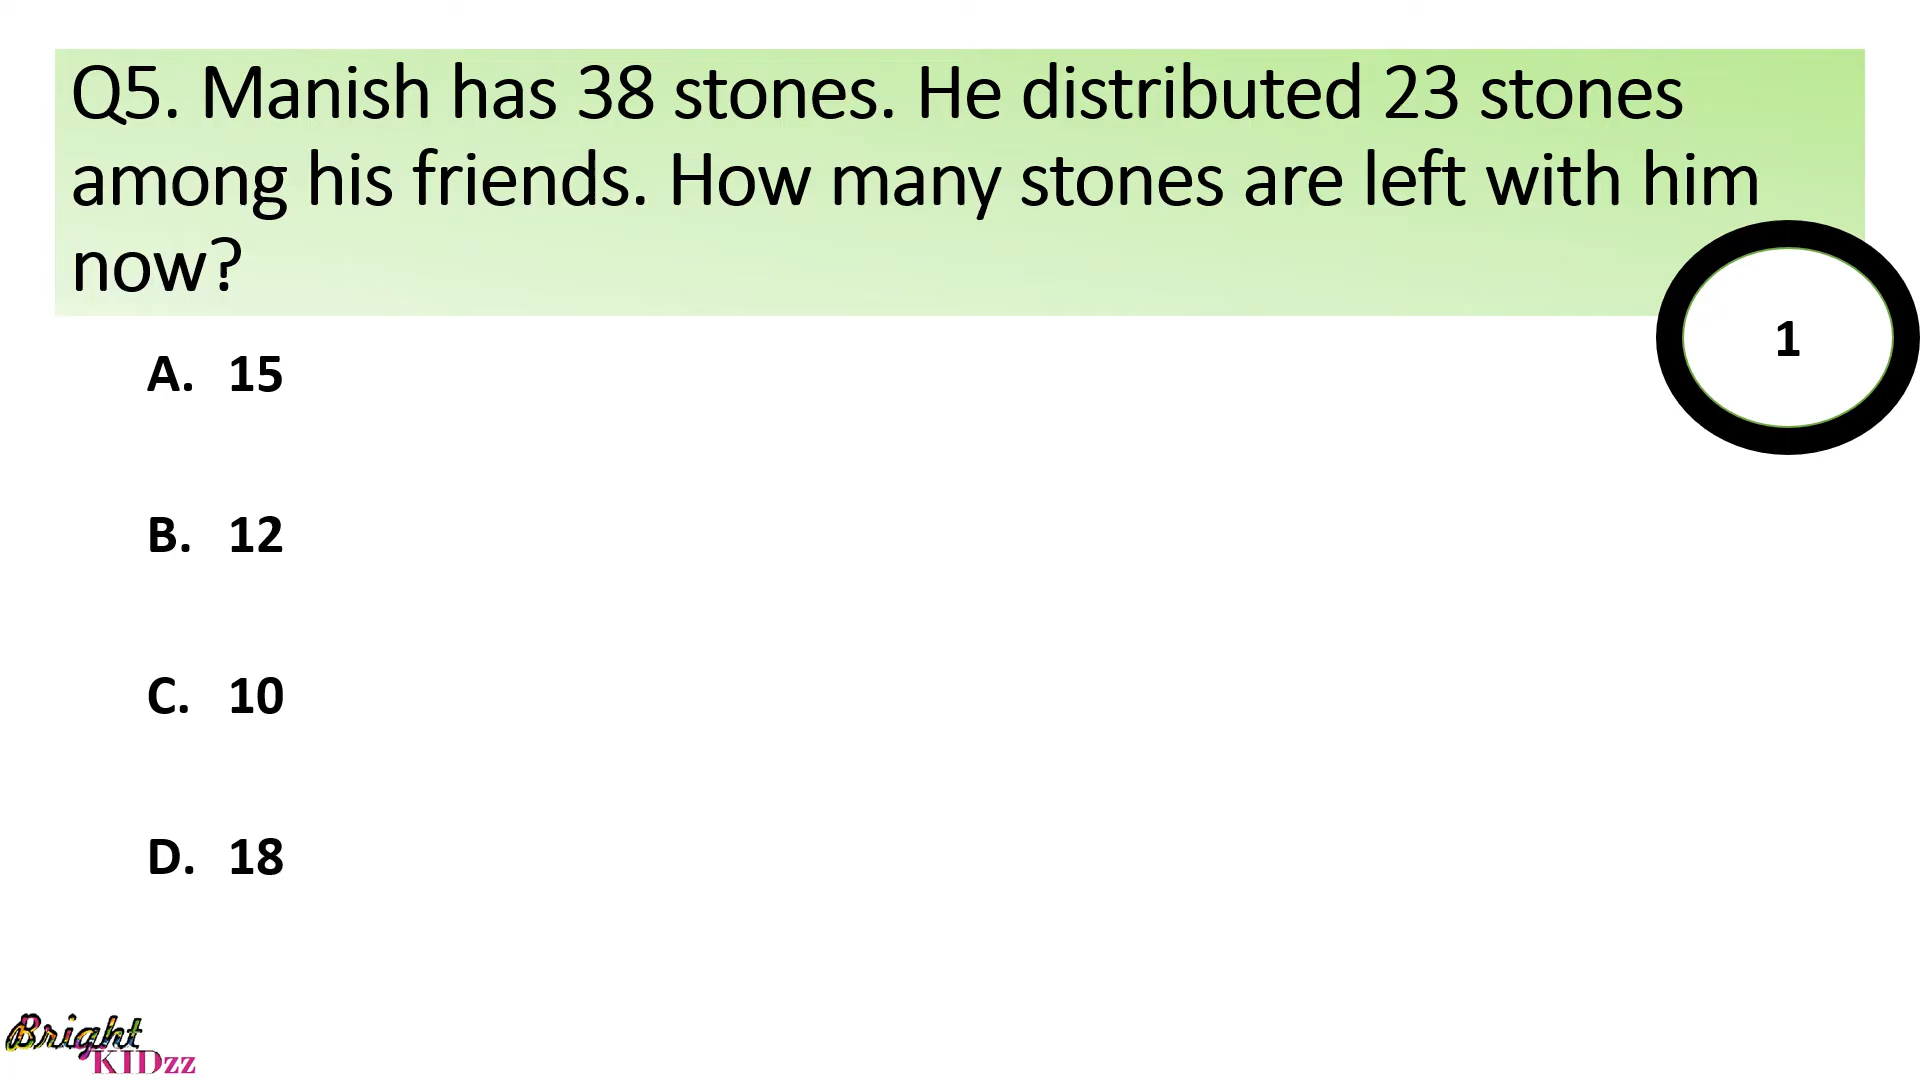 Q5. Manish has 38 stones. He distributed 23 stones
among his friends. How many stones are left with him
now?
1
A. 15
B. 12
C. 10
D. 18
Bright
KIDzz